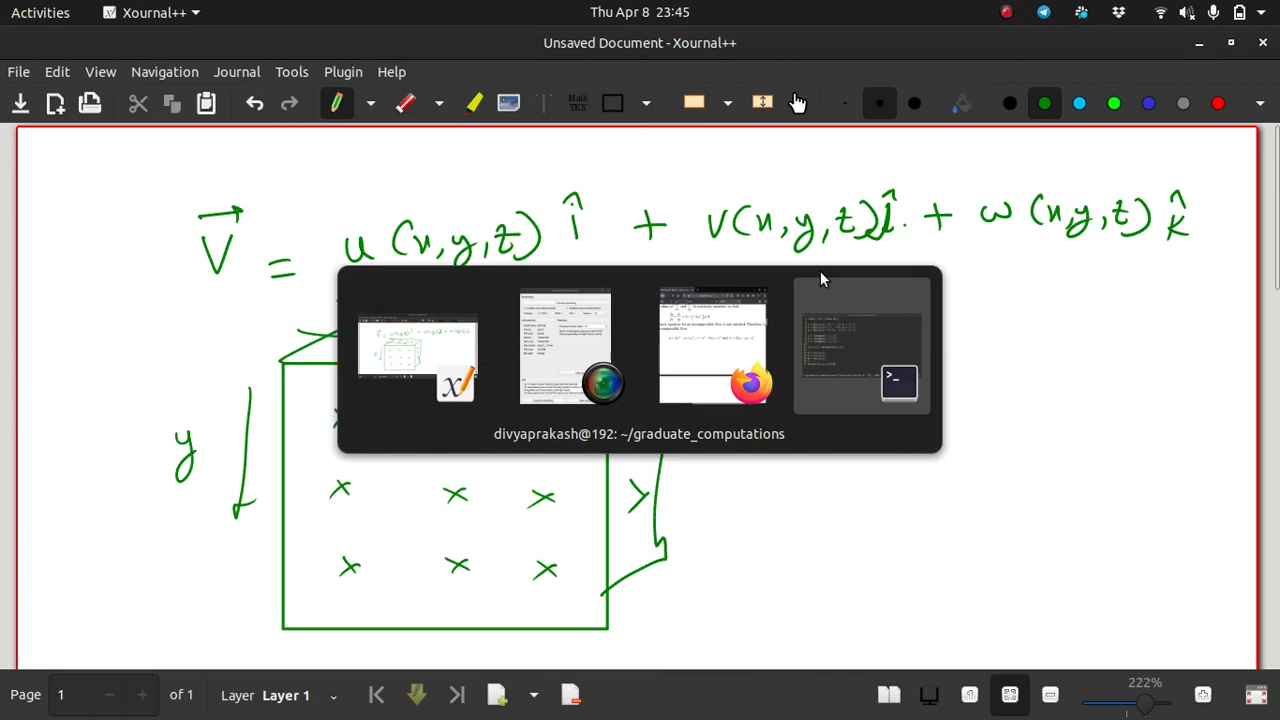 Activities Xournal++ Thu Apr 8 23:45
Unsaved Document - Xournal++
File Edit View Navigation Journal Tools Plugin Help
V = u (x,y,z) î + v(x,y,z)ĵ + w (x,y,z) k̂
divyaprakash@192: ~/graduate_computations
y
Page 1 of 1 Layer Layer 1 222%